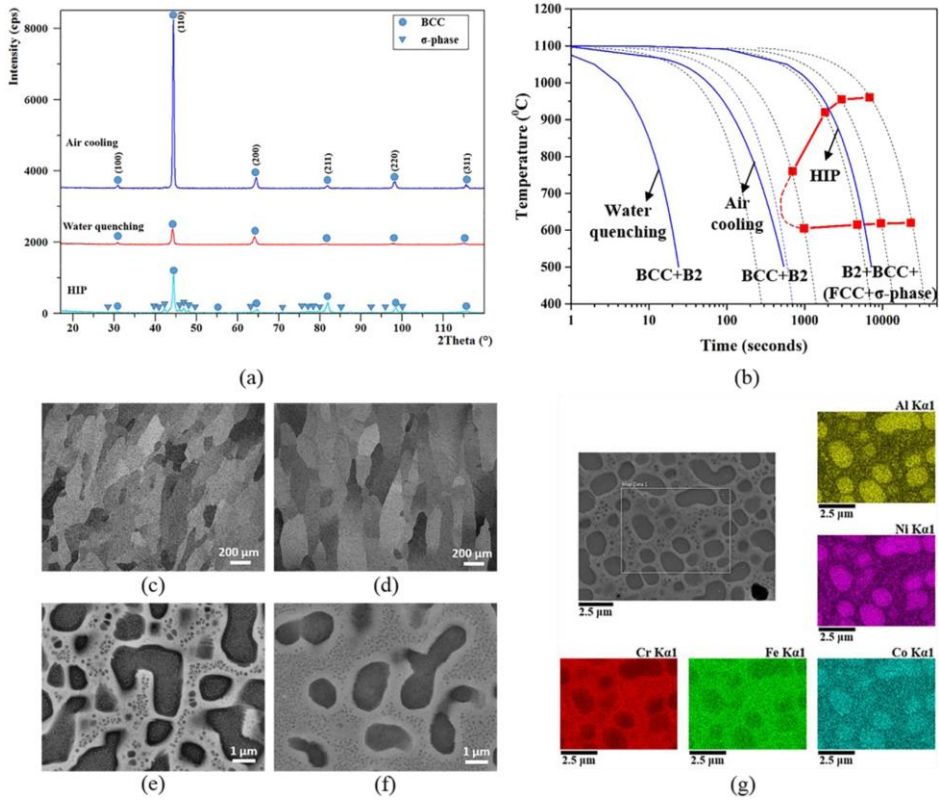 8000
6000
4000
2000
0
Intensity (cps)
BCC
σ-phase
(110)
Air cooling
(100)
(200)
(211)
(220)
(311)
Water quenching
HIP
20
30
40
50
60
70
80
90
100
110
2Theta (°)
(a)
1200
1100
1000
900
800
700
600
500
400
Temperature (⁰C)
HIP
Water
quenching
Air
cooling
BCC+B2
BCC+B2
B2+BCC+
(FCC+σ-phase)
1
10
100
1000
10000
Time (seconds)
(b)
200 µm
(c)
200 µm
(d)
1 µm
(e)
1 µm
(f)
Al Kα1
2.5 µm
Map Data 1
2.5 µm
Ni Kα1
2.5 µm
Cr Kα1
2.5 µm
Fe Kα1
2.5 µm
Co Kα1
2.5 µm
(g)